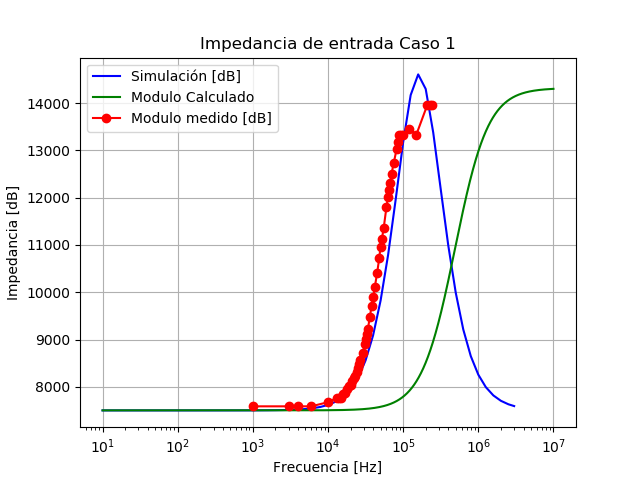 Impedancia de entrada Caso 1
Simulación [dB]
Modulo Calculado
Modulo medido [dB]
Impedancia [dB]
14000
13000
12000
11000
10000
9000
8000
10¹ 10² 10³ 10⁴ 10⁵ 10⁶ 10⁷
Frecuencia [Hz]